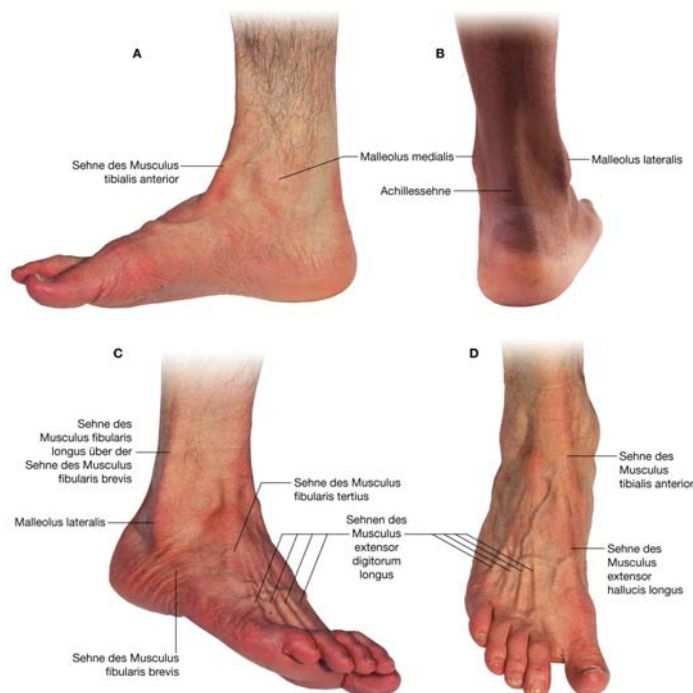 A
B
Sehne des Musculus
tibialis anterior
Malleolus medialis
Malleolus lateralis
Achillessehne
C
D
Sehne des
Musculus fibularis
longus über der
Sehne des Musculus
fibularis brevis
Malleolus lateralis
Sehne des Musculus
fibularis tertius
Sehnen des
Musculus
extensor
digitorum
longus
Sehne des Musculus
fibularis brevis
Sehne des
Musculus
tibialis anterior
Sehne des
Musculus
extensor
hallucis longus